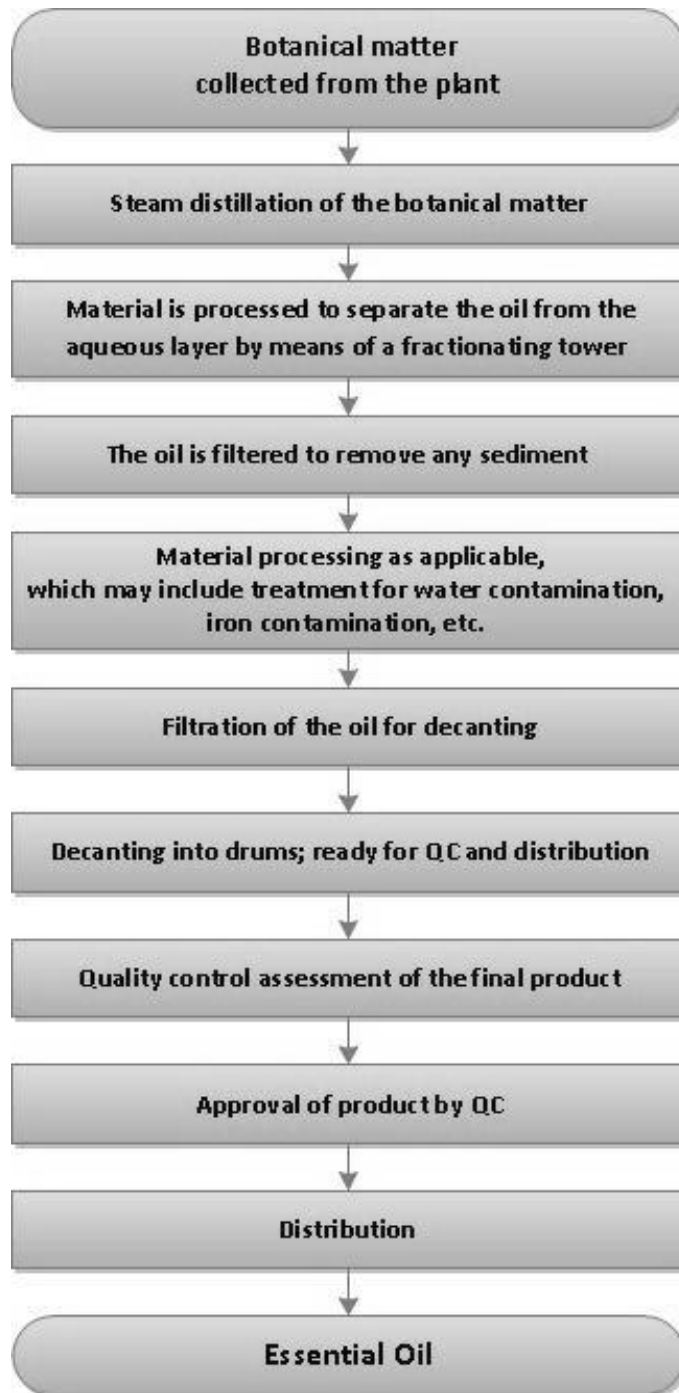 Botanical matter
collected from the plant
Steam distillation of the botanical matter
Material is processed to separate the oil from the
aqueous layer by means of a fractionating tower
The oil is filtered to remove any sediment
Material processing as applicable,
which may include treatment for water contamination,
iron contamination, etc.
Filtration of the oil for decanting
Decanting into drums; ready for QC and distribution
Quality control assessment of the final product
Approval of product by QC
Distribution
Essential Oil